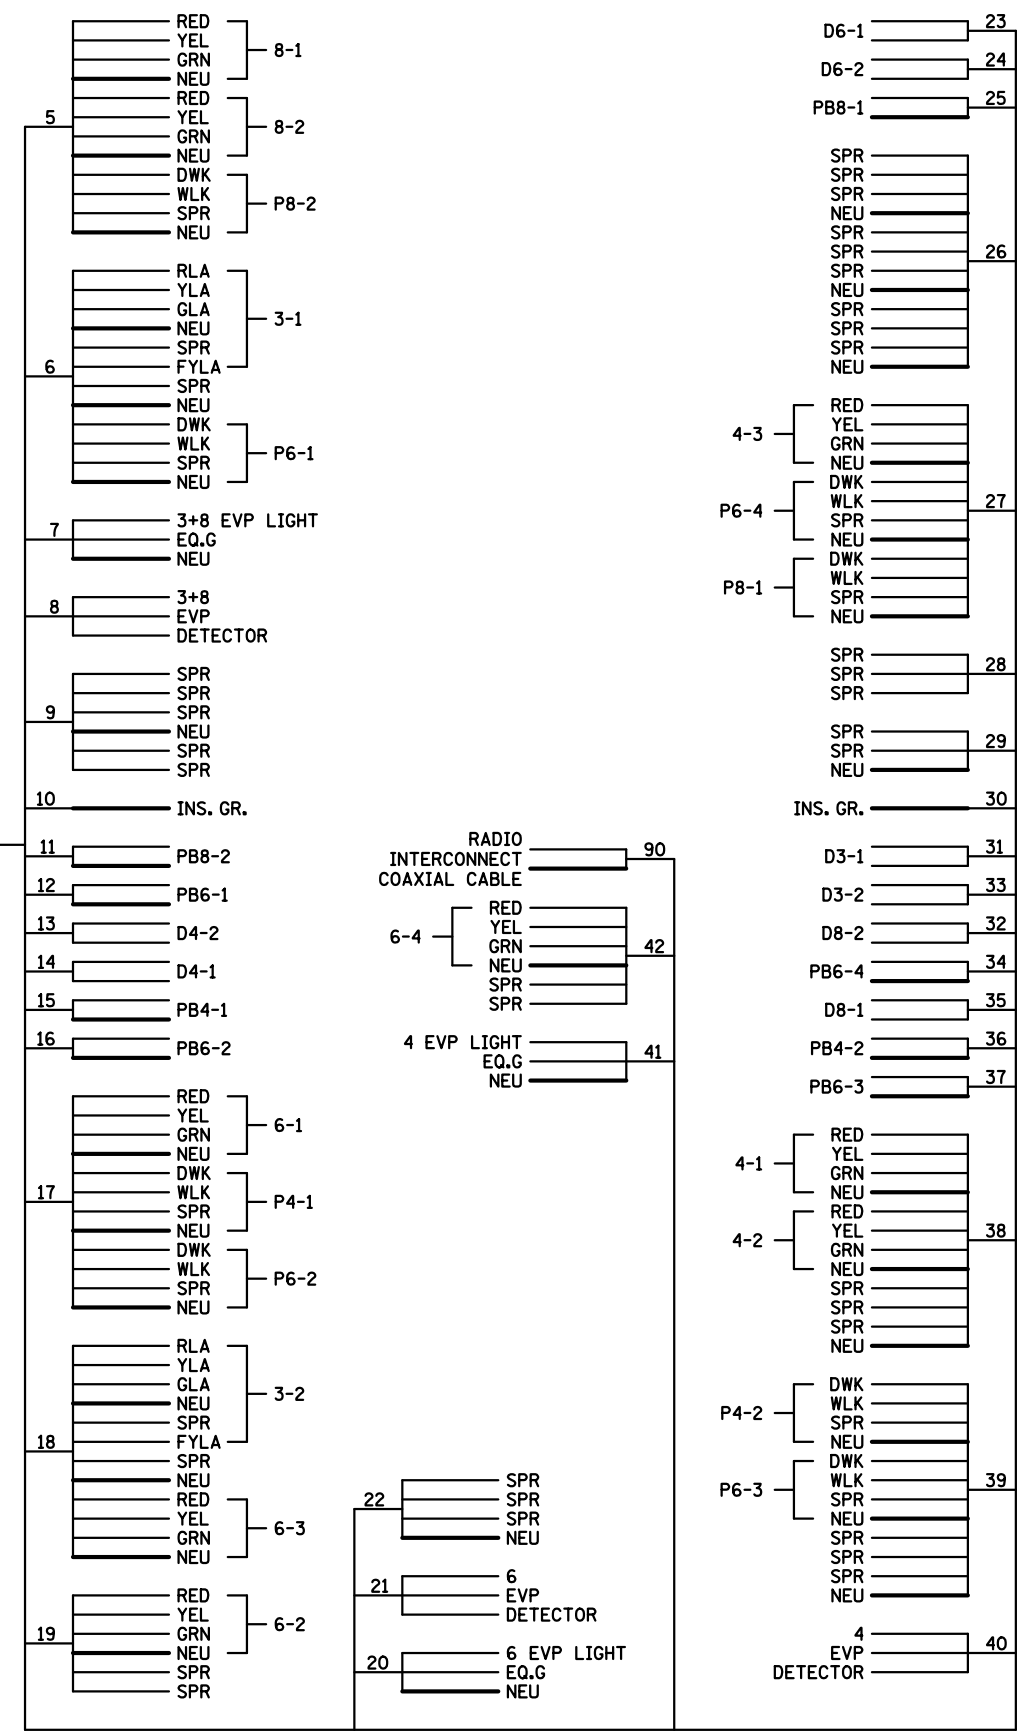 RED
YEL
GRN
NEU
8-1
RED
YEL
GRN
NEU
8-2
5
DWK
WLK
SPR
NEU
P8-2
RLA
YLA
GLA
NEU
SPR
FYLA
3-1
6
SPR
NEU
DWK
WLK
SPR
NEU
P6-1
7
3+8 EVP LIGHT
EQ.G
NEU
8
3+8
EVP
DETECTOR
9
SPR
SPR
SPR
NEU
SPR
SPR
10
INS. GR.
11
PB8-2
12
PB6-1
13
D4-2
14
D4-1
15
PB4-1
16
PB6-2
RED
YEL
GRN
NEU
6-1
17
DWK
WLK
SPR
NEU
P4-1
DWK
WLK
SPR
NEU
P6-2
RLA
YLA
GLA
NEU
SPR
FYLA
3-2
18
SPR
NEU
RED
YEL
GRN
NEU
6-3
19
RED
YEL
GRN
NEU
6-2
SPR
SPR
RADIO
INTERCONNECT
COAXIAL CABLE
90
6-4
RED
YEL
GRN
NEU
SPR
SPR
42
4 EVP LIGHT
EQ.G
NEU
41
22
SPR
SPR
SPR
NEU
21
6
EVP
DETECTOR
20
6 EVP LIGHT
EQ.G
NEU
D6-1
23
D6-2
24
PB8-1
25
SPR
SPR
SPR
NEU
SPR
SPR
SPR
NEU
SPR
SPR
SPR
NEU
26
4-3
RED
YEL
GRN
NEU
P6-4
DWK
WLK
SPR
NEU
27
P8-1
DWK
WLK
SPR
NEU
SPR
SPR
SPR
28
SPR
SPR
NEU
29
INS. GR.
30
D3-1
31
D3-2
33
D8-2
32
PB6-4
34
D8-1
35
PB4-2
36
PB6-3
37
4-1
RED
YEL
GRN
NEU
4-2
RED
YEL
GRN
NEU
38
SPR
SPR
SPR
NEU
P4-2
DWK
WLK
SPR
NEU
P6-3
DWK
WLK
SPR
NEU
39
SPR
SPR
SPR
NEU
4
EVP
DETECTOR
40